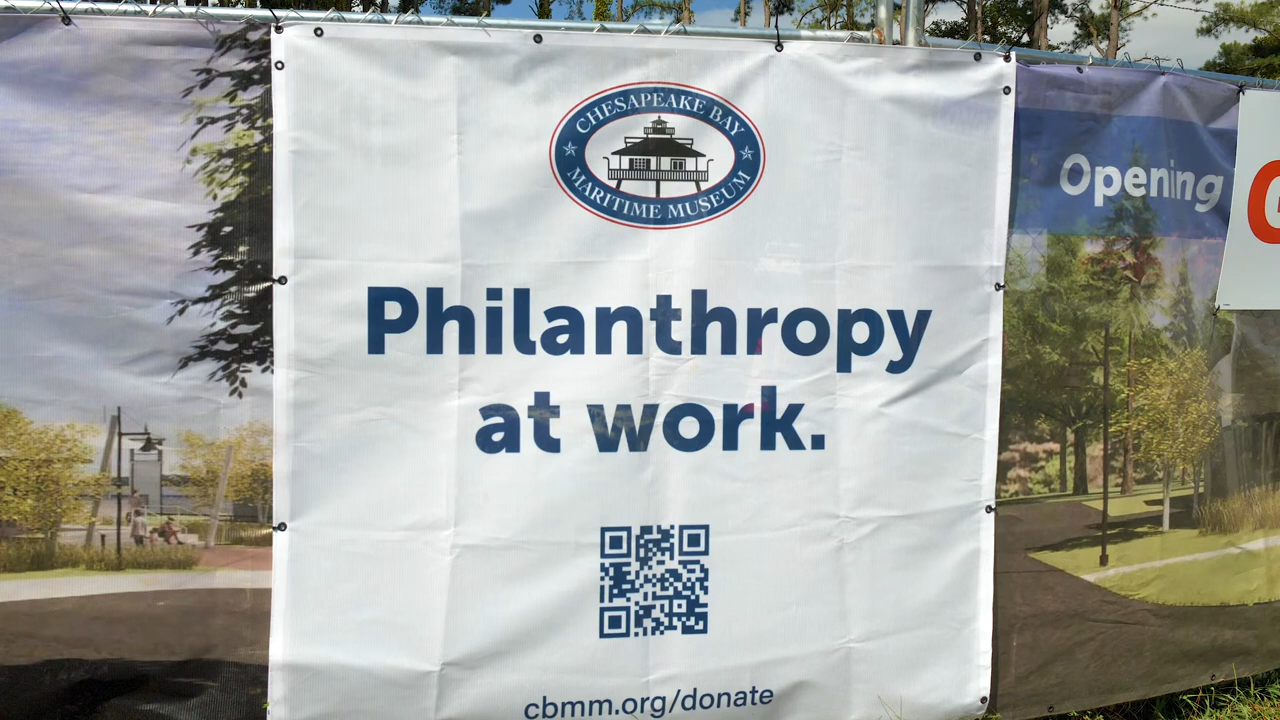 CHESAPEAKE BAY
MARITIME MUSEUM
Philanthropy
at work.
cbmm.org/donate
Opening